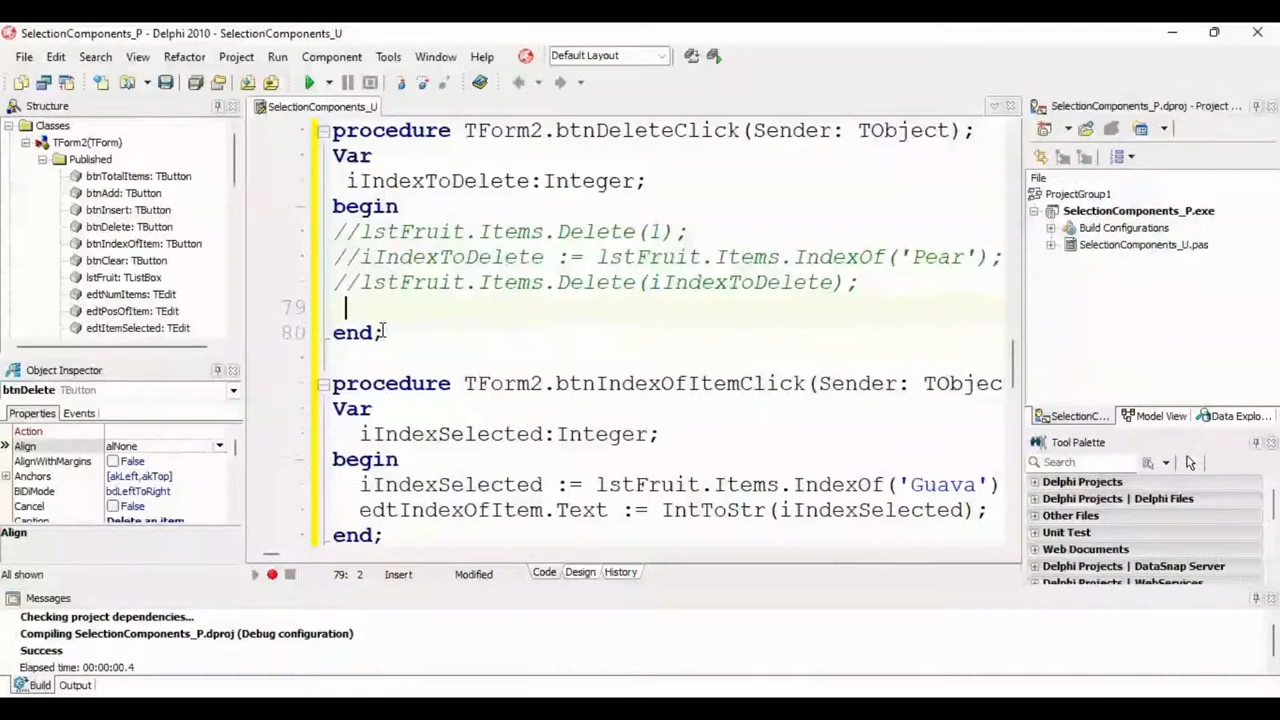 SelectionComponents_P - Delphi 2010 - SelectionComponents_U
File Edit Search View Refactor Project Run Component Tools Window Help
Default Layout
Structure
Classes
TForm2(TForm)
Published
btnTotalItems: TButton
btnAdd: TButton
btnInsert: TButton
btnDelete: TButton
btnIndexOfItem: TButton
btnClear: TButton
lstFruit: TListBox
edtNumItems: TEdit
edtPosOfItem: TEdit
edtItemSelected: TEdit
Object Inspector
btnDelete TButton
Properties Events
Action
Align alNone
AlignWithMargins False
Anchors [akLeft,akTop]
BiDiMode bdLeftToRight
Cancel False
Caption Delete an item
Align
All shown
SelectionComponents_U
procedure TForm2.btnDeleteClick(Sender: TObject);
Var
iIndexToDelete:Integer;
begin
//lstFruit.Items.Delete(1);
//iIndexToDelete := lstFruit.Items.IndexOf('Pear');
//lstFruit.Items.Delete(iIndexToDelete);
79
80 end;
procedure TForm2.btnIndexOfItemClick(Sender: TObjec
Var
iIndexSelected:Integer;
begin
iIndexSelected := lstFruit.Items.IndexOf('Guava')
edtIndexOfItem.Text := IntToStr(iIndexSelected);
end;
79: 2 Insert Modified Code Design History
SelectionComponents_P.dproj - Project ...
File
ProjectGroup1
SelectionComponents_P.exe
Build Configurations
SelectionComponents_U.pas
SelectionC... Model View Data Explo...
Tool Palette
Search
Delphi Projects
Delphi Projects | Delphi Files
Other Files
Unit Test
Web Documents
Delphi Projects | DataSnap Server
Delphi Projects | WebServices
Messages
Checking project dependencies...
Compiling SelectionComponents_P.dproj (Debug configuration)
Success
Elapsed time: 00:00:00.4
Build Output